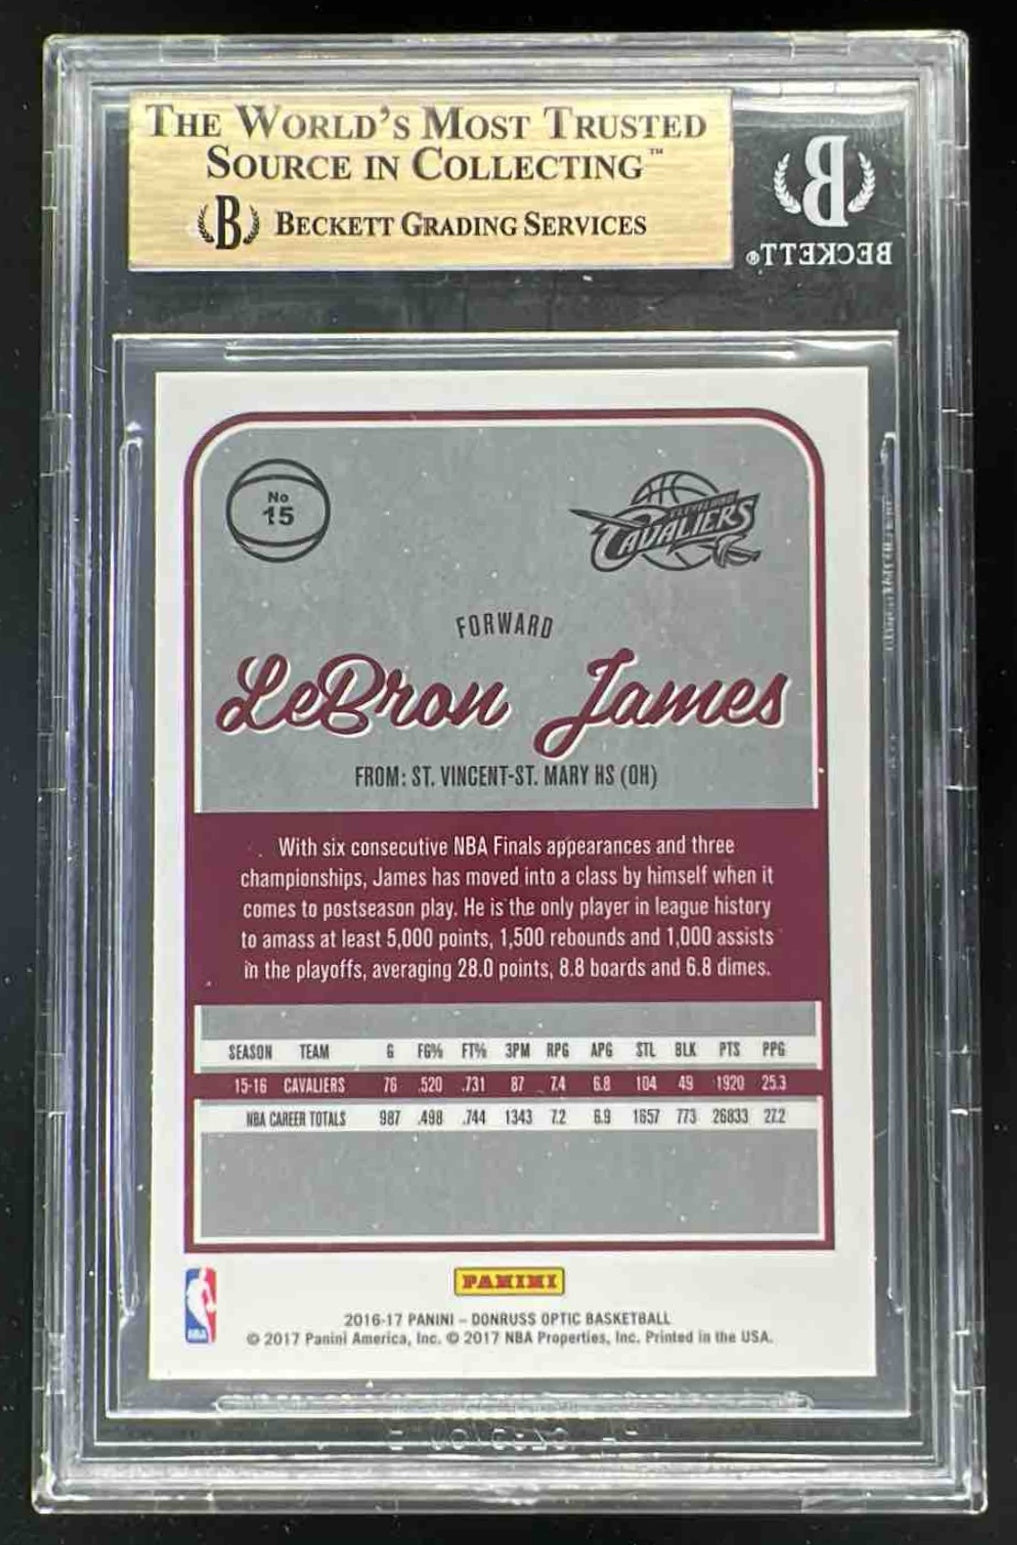 THE WORLD'S MOST TRUSTED
SOURCE IN COLLECTING™
B BECKETT GRADING SERVICES
B
BECKETT®
No
15
CAVALIERS
FORWARD
LeBron James
FROM: ST. VINCENT-ST. MARY HS (OH)
With six consecutive NBA Finals appearances and three
championships, James has moved into a class by himself when it
comes to postseason play. He is the only player in league history
to amass at least 5,000 points, 1,500 rebounds and 1,000 assists
in the playoffs, averaging 28.0 points, 8.8 boards and 6.8 dimes.
SEASON TEAM G FG% FT% 3PM RPG APG STL BLK PTS PPG
15-16 CAVALIERS 76 .520 .731 87 7.4 6.8 104 49 1920 25.3
NBA CAREER TOTALS 987 .498 .744 1343 7.2 6.9 1657 773 26833 27.2
NBA
PANINI
2016-17 PANINI – DONRUSS OPTIC BASKETBALL
© 2017 Panini America, Inc. © 2017 NBA Properties, Inc. Printed in the USA.